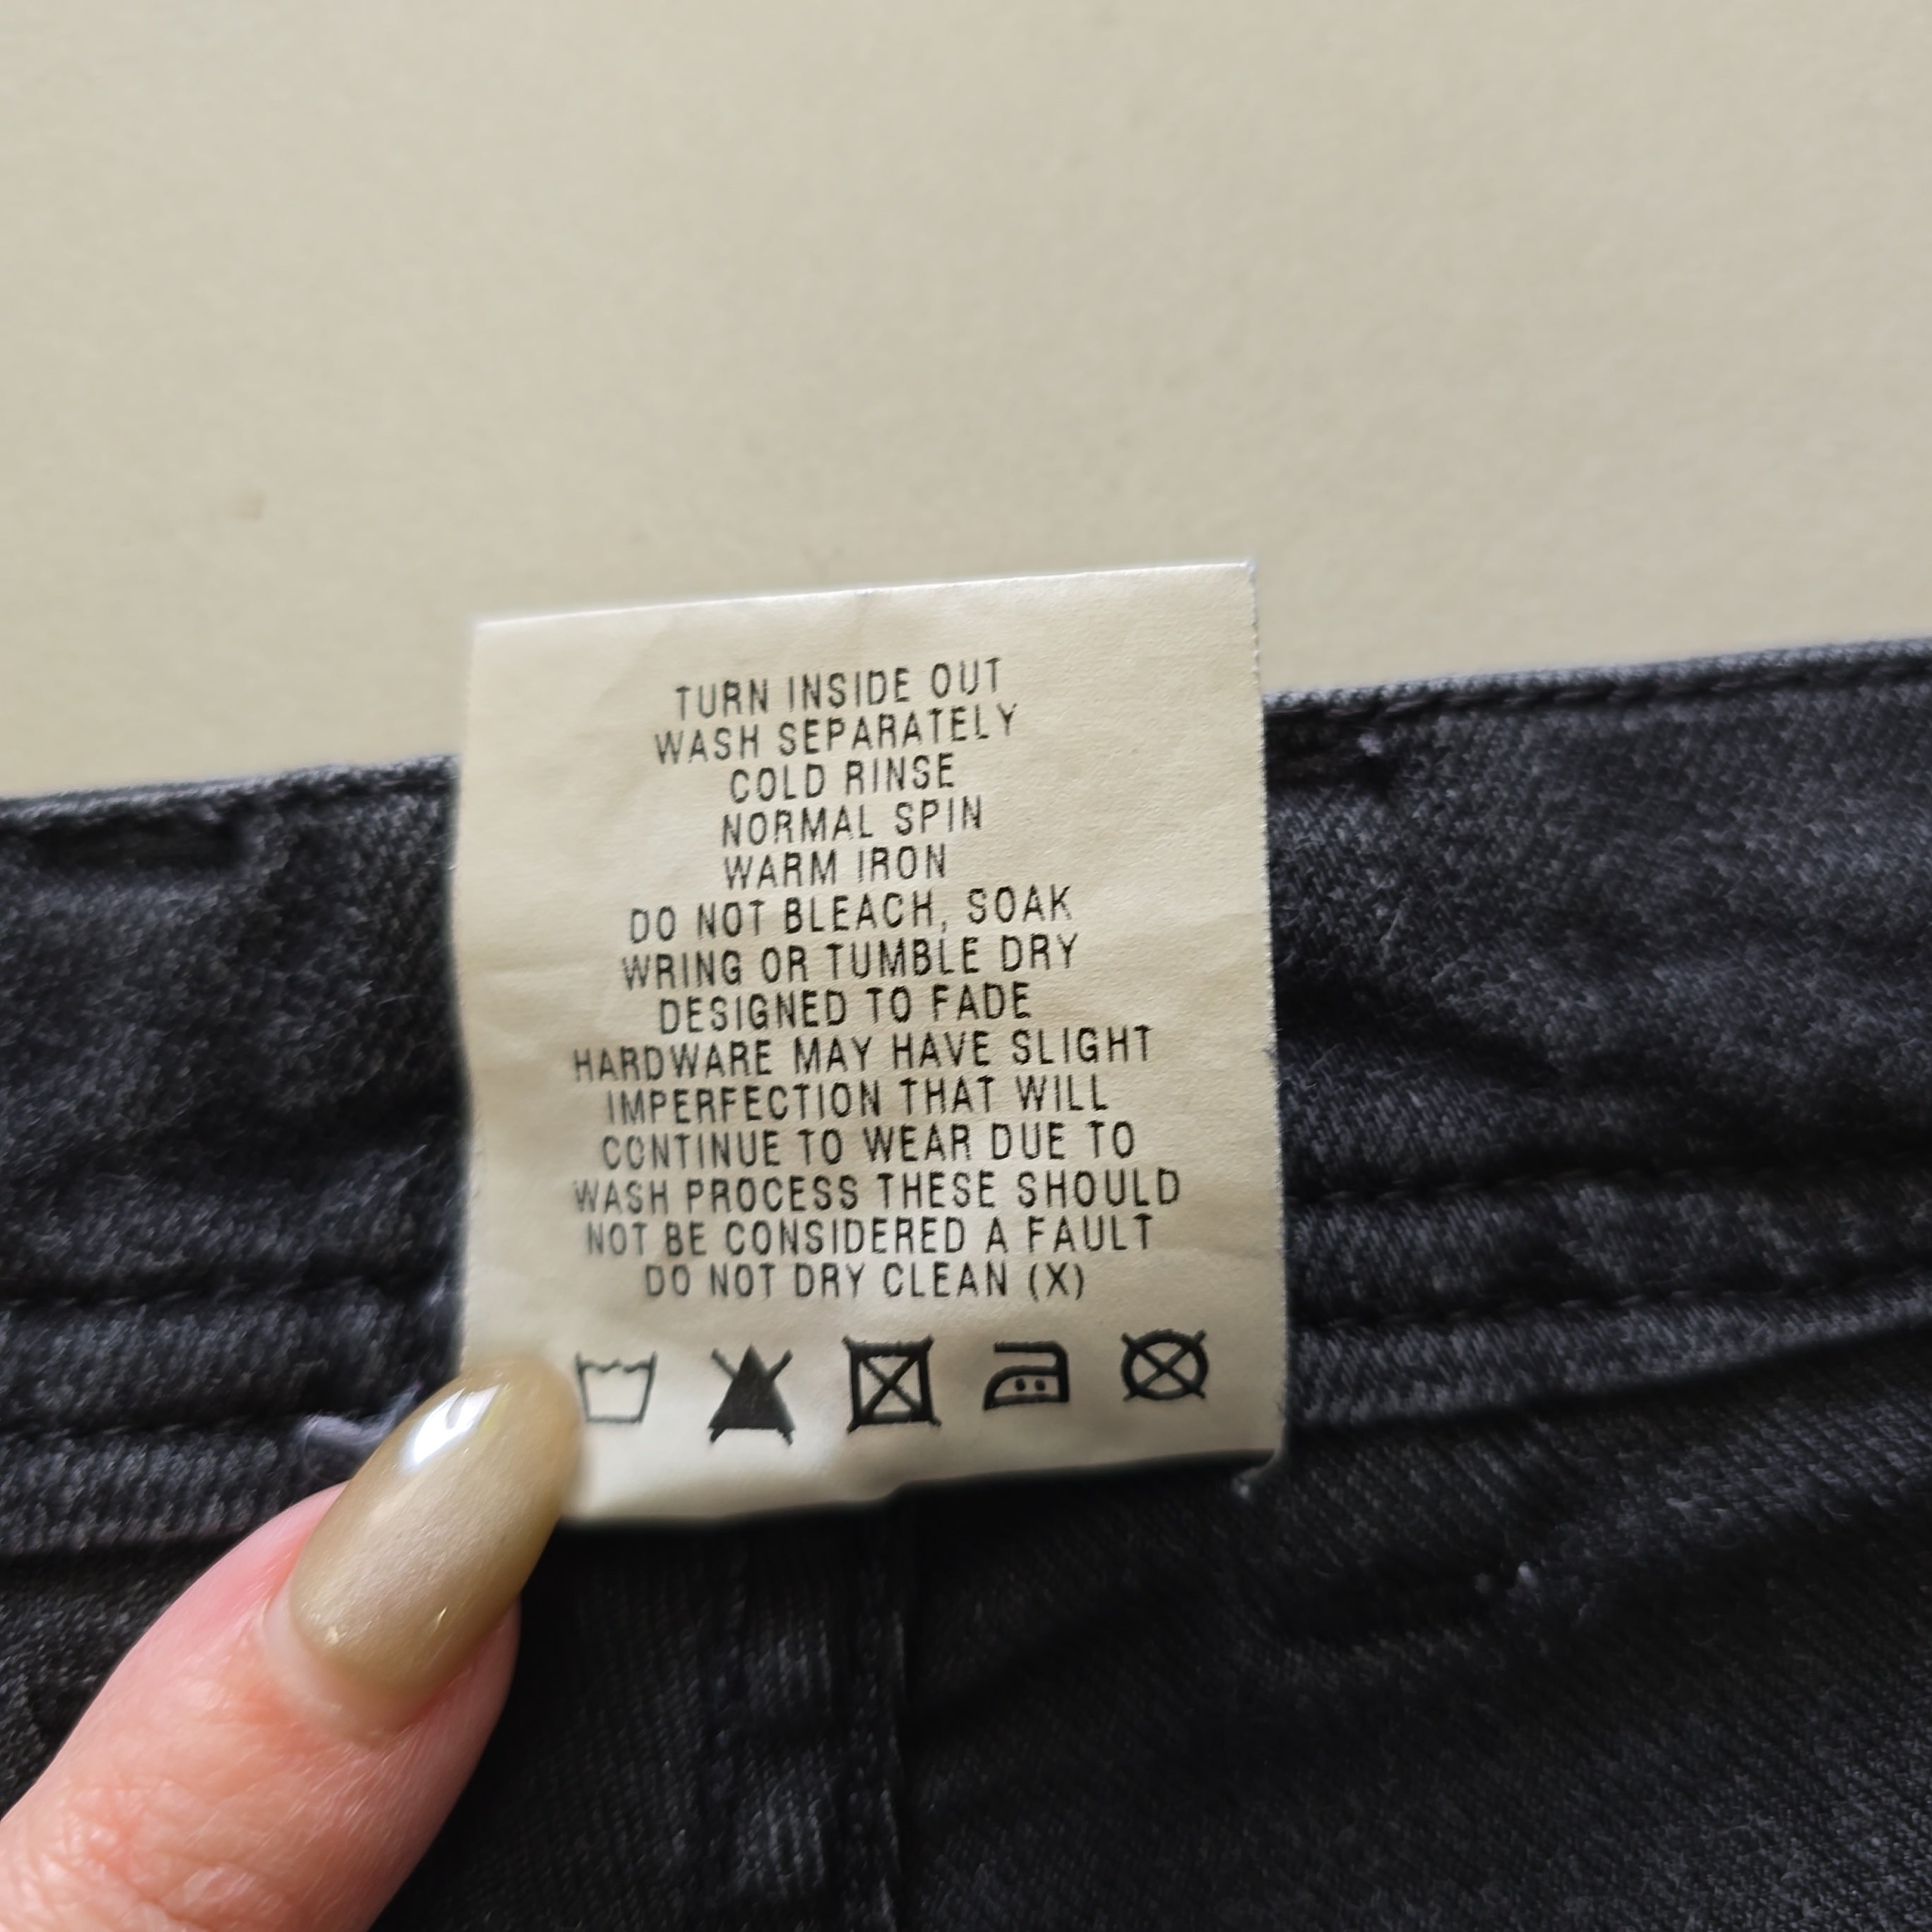 TURN INSIDE OUT
WASH SEPARATELY
COLD RINSE
NORMAL SPIN
WARM IRON
DO NOT BLEACH, SOAK
WRING OR TUMBLE DRY
DESIGNED TO FADE
HARDWARE MAY HAVE SLIGHT
IMPERFECTION THAT WILL
CONTINUE TO WEAR DUE TO
WASH PROCESS THESE SHOULD
NOT BE CONSIDERED A FAULT
DO NOT DRY CLEAN (X)